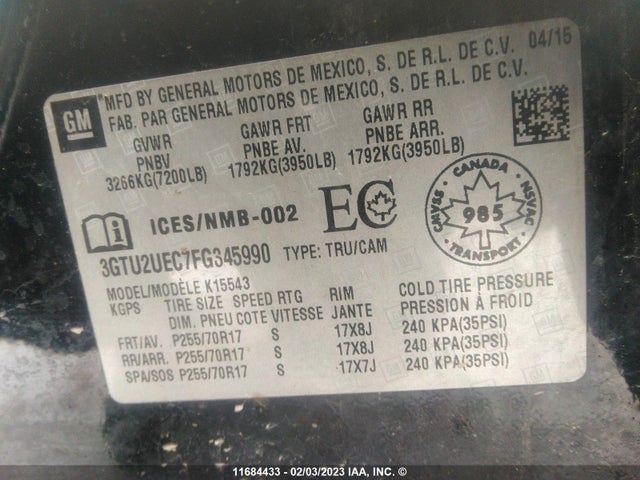 MFD BY GENERAL MOTORS DE MEXICO, S. DE R.L. DE C.V. 04/15
FAB. PAR GENERAL MOTORS DE MEXICO, S. DE R.L. DE C.V.
GM
GVWR GAWR FRT GAWR RR
PNBV PNBE AV. PNBE ARR.
3266KG(7200LB) 1792KG(3950LB) 1792KG(3950LB)
ICES/NMB-002 EC
CANADA
CMVSS 985 NSVAC
TRANSPORT
3GTU2UEC7FG345990 TYPE: TRU/CAM
MODEL/MODÈLE K15543
KGPS TIRE SIZE SPEED RTG RIM COLD TIRE PRESSURE
DIM. PNEU COTE VITESSE JANTE PRESSION À FROID
FRT/AV. P255/70R17 S 17X8J 240 KPA(35PSI)
RR/ARR. P255/70R17 S 17X8J 240 KPA(35PSI)
SPA/SOS P255/70R17 S 17X7J 240 KPA(35PSI)
11684433 - 02/03/2023 IAA, INC. ©